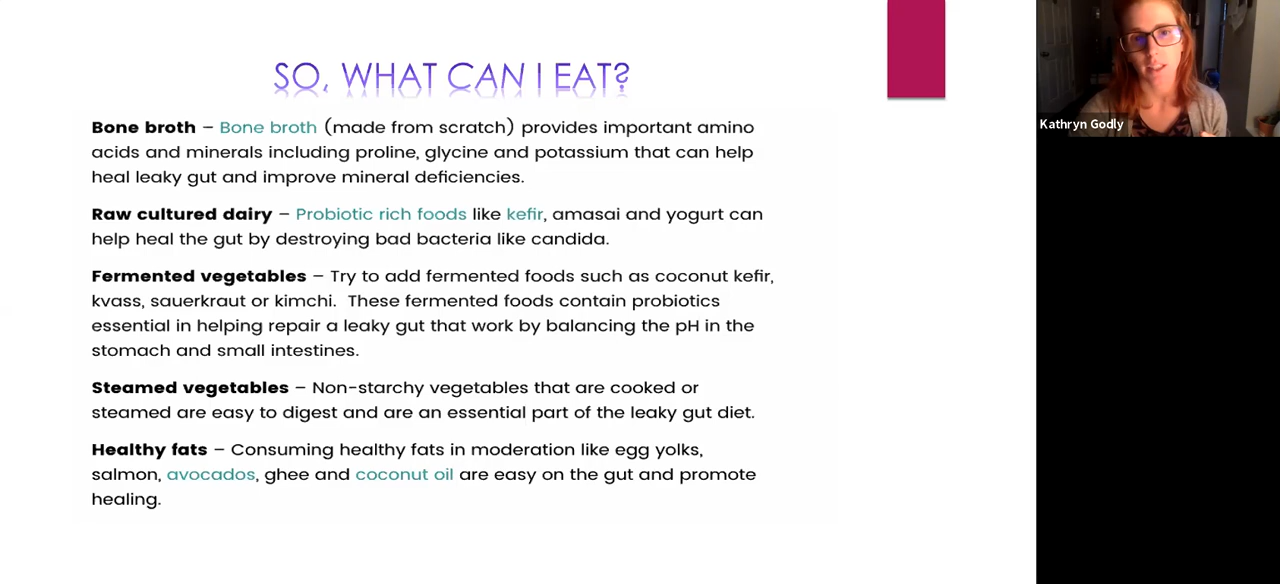 SO, WHAT CAN I EAT?
Bone broth – Bone broth (made from scratch) provides important amino
acids and minerals including proline, glycine and potassium that can help
heal leaky gut and improve mineral deficiencies.
Raw cultured dairy – Probiotic rich foods like kefir, amasai and yogurt can
help heal the gut by destroying bad bacteria like candida.
Fermented vegetables – Try to add fermented foods such as coconut kefir,
kvass, sauerkraut or kimchi.  These fermented foods contain probiotics
essential in helping repair a leaky gut that work by balancing the pH in the
stomach and small intestines.
Steamed vegetables – Non-starchy vegetables that are cooked or
steamed are easy to digest and are an essential part of the leaky gut diet.
Healthy fats – Consuming healthy fats in moderation like egg yolks,
salmon, avocados, ghee and coconut oil are easy on the gut and promote
healing.
Kathryn Godly